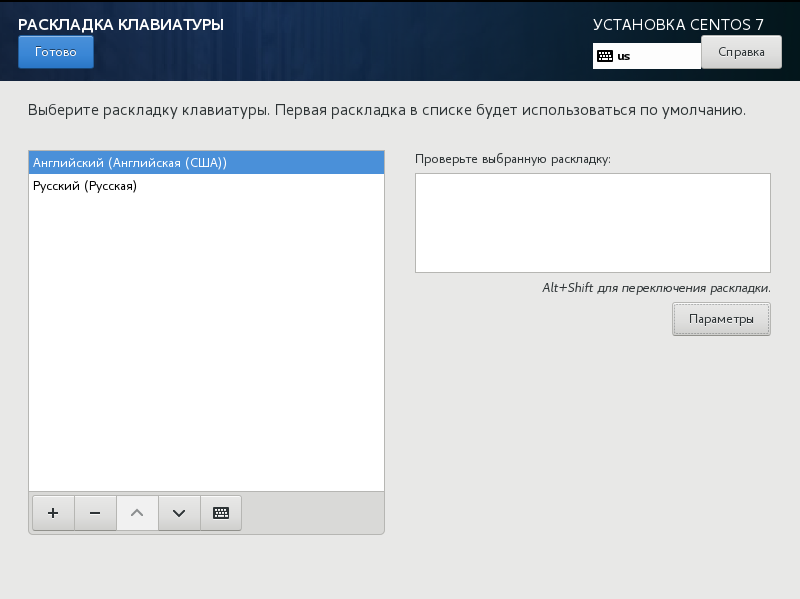 РАСКЛАДКА КЛАВИАТУРЫ
УСТАНОВКА CENTOS 7
Готово
us
Справка
Выберите раскладку клавиатуры. Первая раскладка в списке будет использоваться по умолчанию.
Английский (Английская (США))
Русский (Русская)
Проверьте выбранную раскладку:
Alt+Shift для переключения раскладки.
Параметры